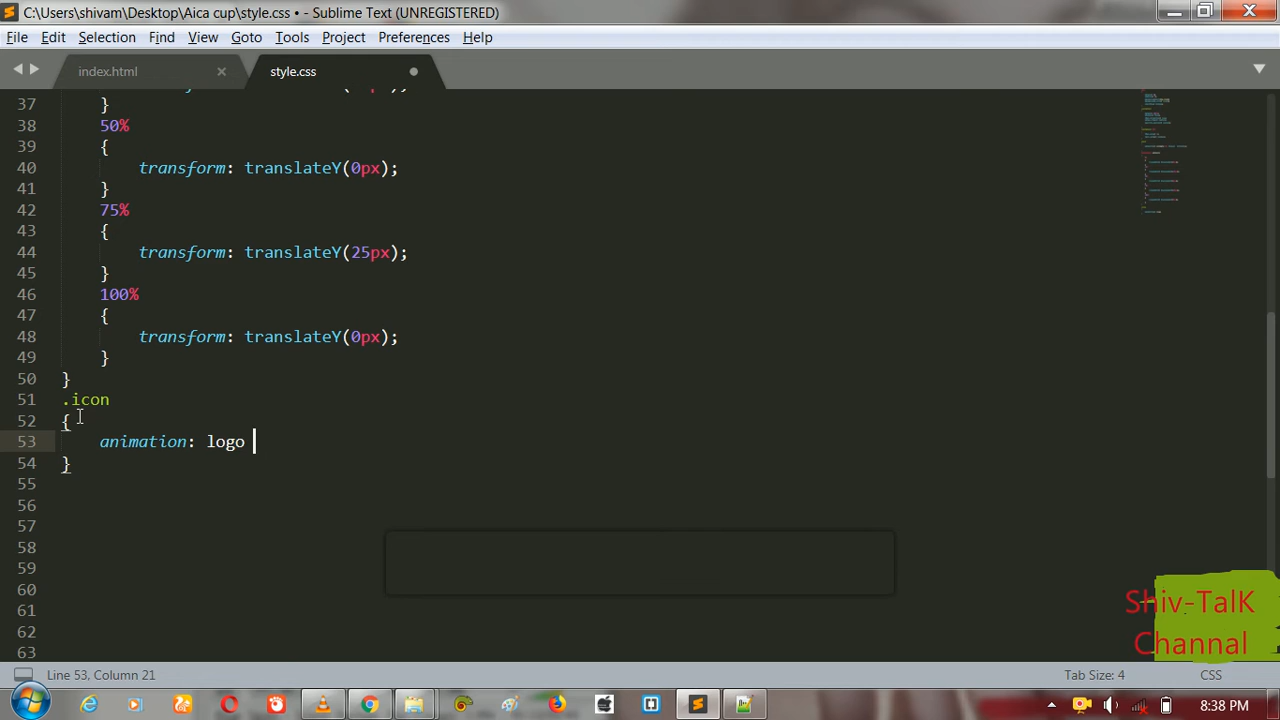 C:\Users\shivam\Desktop\Aica cup\style.css • - Sublime Text (UNREGISTERED)
File Edit Selection Find View Goto Tools Project Preferences Help
index.html style.css
37 }
38 50%
39 {
40 transform: translateY(0px);
41 }
42 75%
43 {
44 transform: translateY(25px);
45 }
46 100%
47 {
48 transform: translateY(0px);
49 }
50 }
51 .icon
52 {
53 animation: logo
54 }
55
56
57
58
59
60
61
62
63
Shiv-TalK
Channal
Line 53, Column 21 Tab Size: 4 CSS
8:38 PM